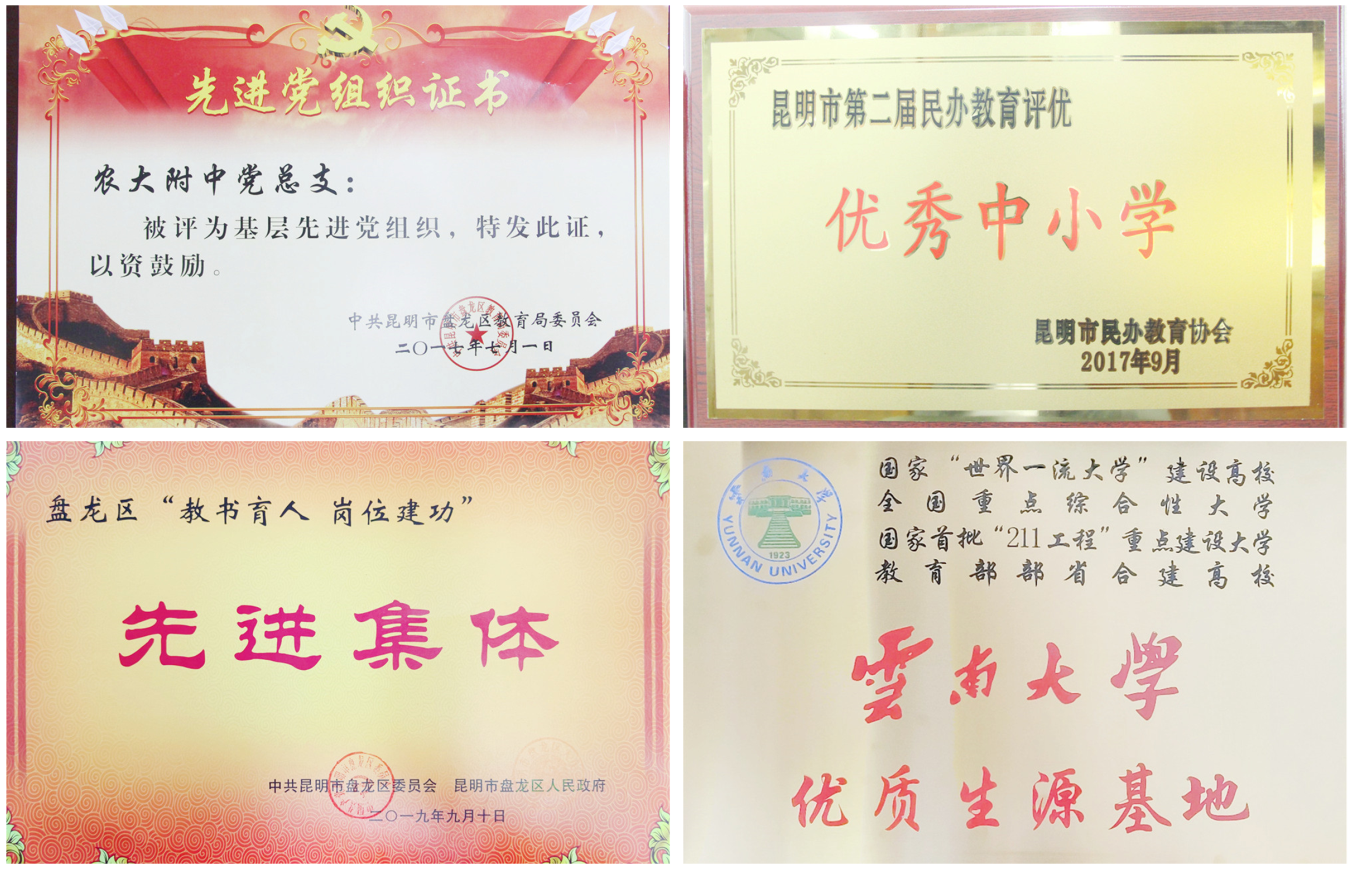 先进党组织证书
农大附中党总支：
被评为基层先进党组织，特发此证，
以资鼓励。
中共昆明市盘龙区教育局委员会
二〇一七年七月一日
昆明市第二届民办教育评优
优秀中小学
昆明市民办教育协会
2017年9月
盘龙区“教书育人 岗位建功”
先进集体
中共昆明市盘龙区委员会 昆明市盘龙区人民政府
二〇一九年九月十日
雲南大學
YUNNAN UNIVERSITY
1923
国家“世界一流大学”建设高校
全国重点综合性大学
国家首批“211工程”重点建设大学
教育部部省合建高校
雲南大學
优质生源基地